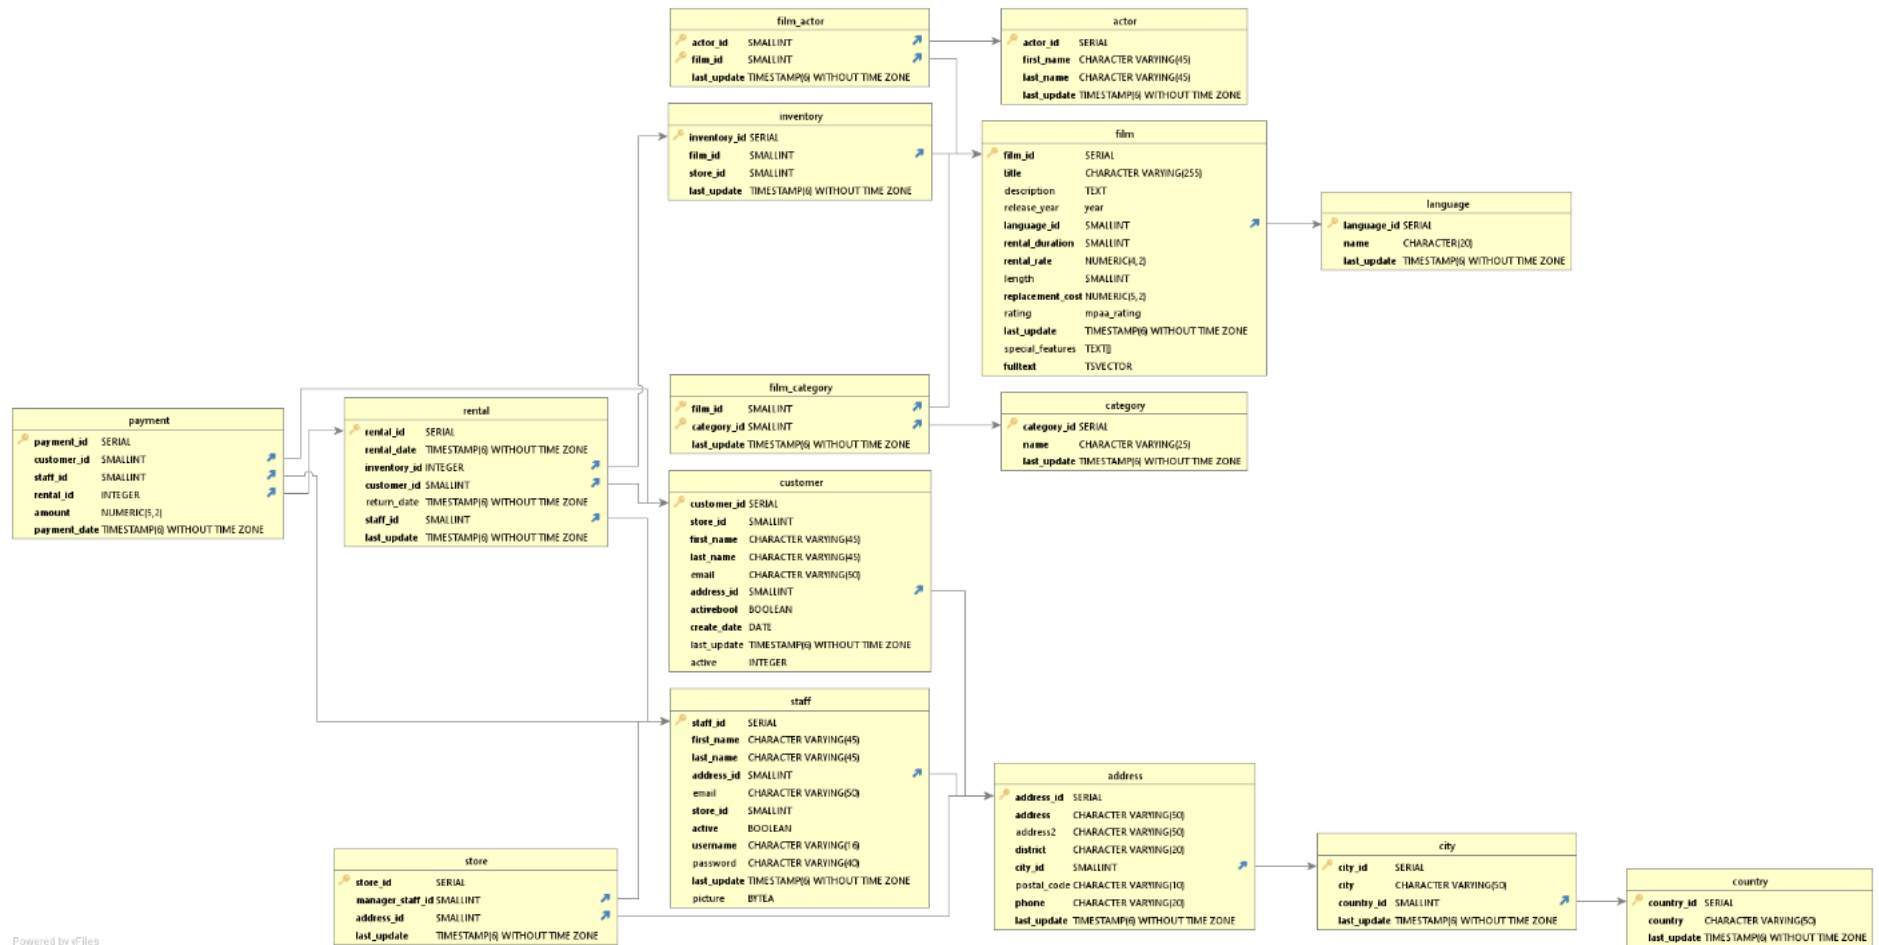 film_actor
actor_id SMALLINT
film_id SMALLINT
last_update TIMESTAMP(6) WITHOUT TIME ZONE
actor
actor_id SERIAL
first_name CHARACTER VARYING(45)
last_name CHARACTER VARYING(45)
last_update TIMESTAMP(6) WITHOUT TIME ZONE
inventory
inventory_id SERIAL
film_id SMALLINT
store_id SMALLINT
last_update TIMESTAMP(6) WITHOUT TIME ZONE
film
film_id SERIAL
title CHARACTER VARYING(255)
description TEXT
release_year year
language_id SMALLINT
rental_duration SMALLINT
rental_rate NUMERIC(4,2)
length SMALLINT
replacement_cost NUMERIC(5,2)
rating mpaa_rating
last_update TIMESTAMP(6) WITHOUT TIME ZONE
special_features TEXT[]
fulltext TSVECTOR
language
language_id SERIAL
name CHARACTER(20)
last_update TIMESTAMP(6) WITHOUT TIME ZONE
film_category
film_id SMALLINT
category_id SMALLINT
last_update TIMESTAMP(6) WITHOUT TIME ZONE
category
category_id SERIAL
name CHARACTER VARYING(25)
last_update TIMESTAMP(6) WITHOUT TIME ZONE
payment
payment_id SERIAL
customer_id SMALLINT
staff_id SMALLINT
rental_id INTEGER
amount NUMERIC(5,2)
payment_date TIMESTAMP(6) WITHOUT TIME ZONE
rental
rental_id SERIAL
rental_date TIMESTAMP(6) WITHOUT TIME ZONE
inventory_id INTEGER
customer_id SMALLINT
return_date TIMESTAMP(6) WITHOUT TIME ZONE
staff_id SMALLINT
last_update TIMESTAMP(6) WITHOUT TIME ZONE
customer
customer_id SERIAL
store_id SMALLINT
first_name CHARACTER VARYING(45)
last_name CHARACTER VARYING(45)
email CHARACTER VARYING(50)
address_id SMALLINT
activebool BOOLEAN
create_date DATE
last_update TIMESTAMP(6) WITHOUT TIME ZONE
active INTEGER
staff
staff_id SERIAL
first_name CHARACTER VARYING(45)
last_name CHARACTER VARYING(45)
address_id SMALLINT
email CHARACTER VARYING(50)
store_id SMALLINT
active BOOLEAN
username CHARACTER VARYING(16)
password CHARACTER VARYING(40)
last_update TIMESTAMP(6) WITHOUT TIME ZONE
picture BYTEA
store
store_id SERIAL
manager_staff_id SMALLINT
address_id SMALLINT
last_update TIMESTAMP(6) WITHOUT TIME ZONE
address
address_id SERIAL
address CHARACTER VARYING(50)
address2 CHARACTER VARYING(50)
district CHARACTER VARYING(20)
city_id SMALLINT
postal_code CHARACTER VARYING(10)
phone CHARACTER VARYING(20)
last_update TIMESTAMP(6) WITHOUT TIME ZONE
city
city_id SERIAL
city CHARACTER VARYING(50)
country_id SMALLINT
last_update TIMESTAMP(6) WITHOUT TIME ZONE
country
country_id SERIAL
country CHARACTER VARYING(50)
last_update TIMESTAMP(6) WITHOUT TIME ZONE
Powered by yFiles